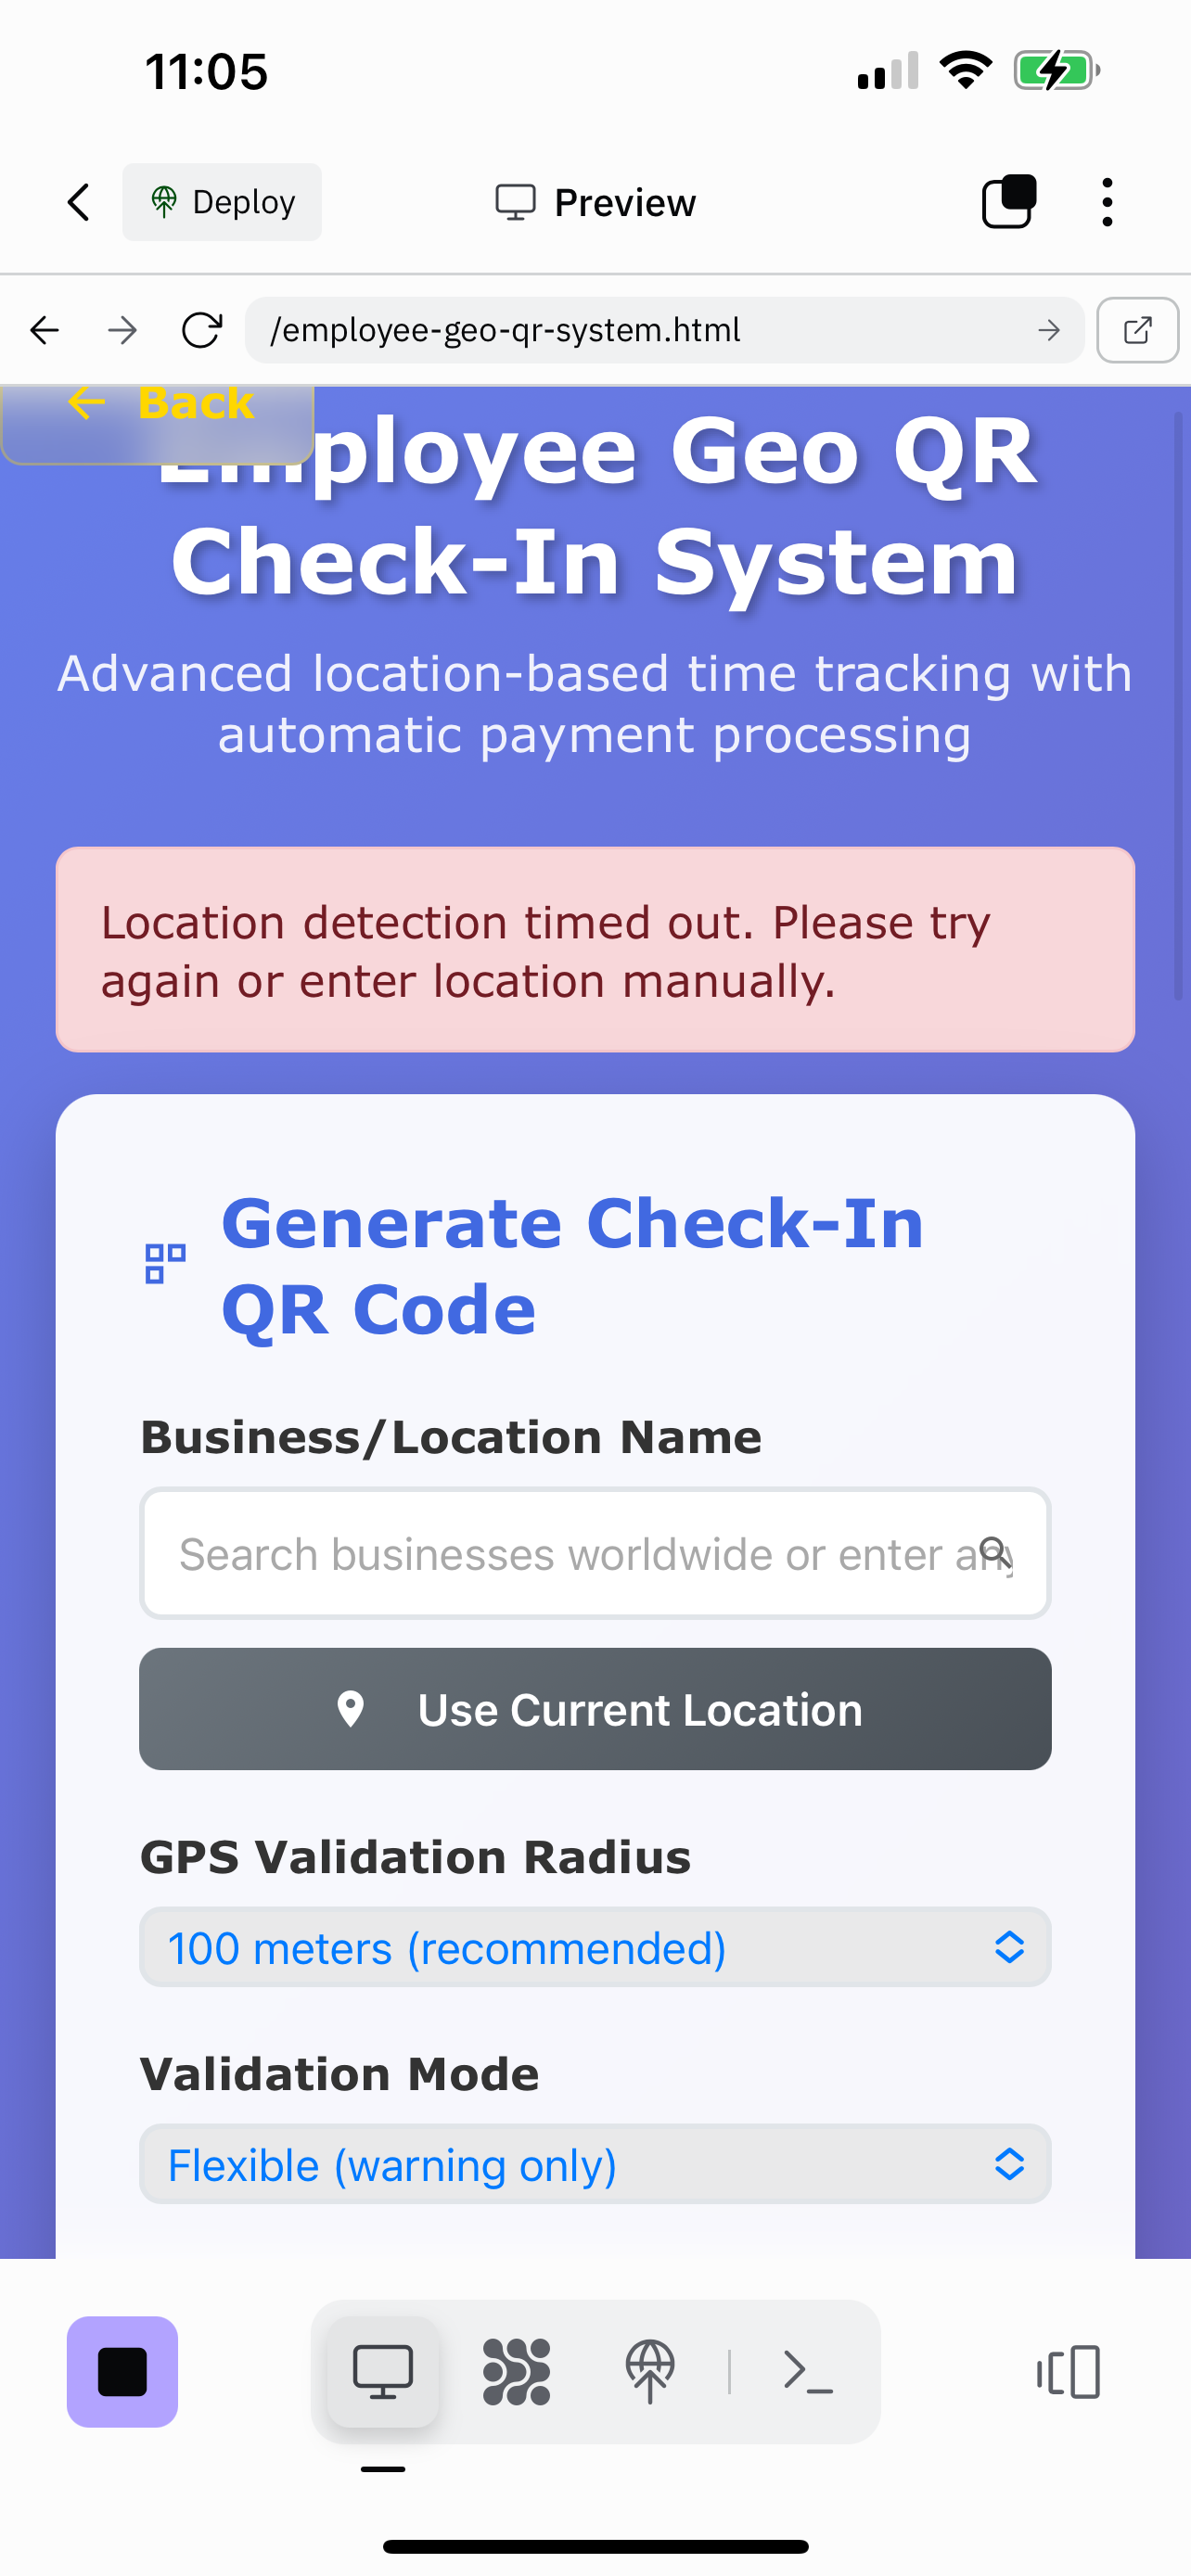 11:05
Deploy
Preview
/employee-geo-qr-system.html
Back
Employee Geo QR
Check-In System
Advanced location-based time tracking with
automatic payment processing
Location detection timed out. Please try
again or enter location manually.
Generate Check-In
QR Code
Business/Location Name
Search businesses worldwide or enter any
Use Current Location
GPS Validation Radius
100 meters (recommended)
Validation Mode
Flexible (warning only)